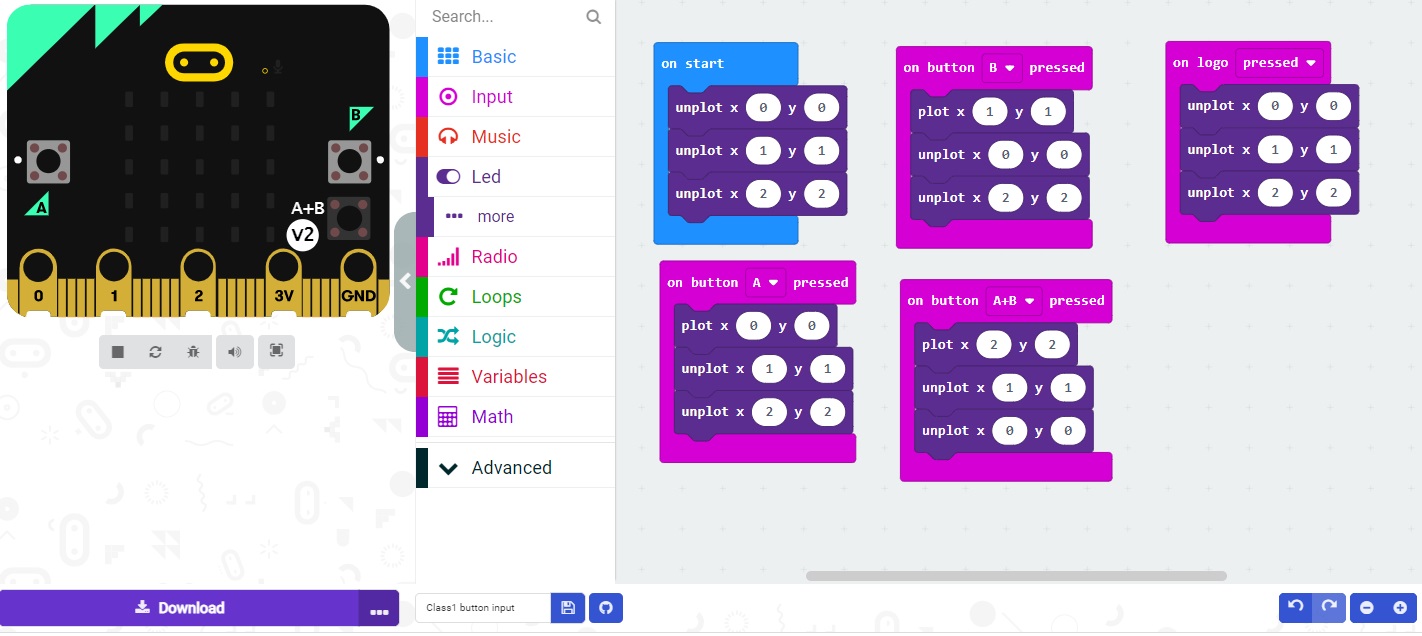 B
A
A+B
V2
0
1
2
3V
GND
Search...
Basic
Input
Music
Led
more
Radio
Loops
Logic
Variables
Math
Advanced
on start
unplot x 0 y 0
unplot x 1 y 1
unplot x 2 y 2
on button A pressed
plot x 0 y 0
unplot x 1 y 1
unplot x 2 y 2
on button B pressed
plot x 1 y 1
unplot x 0 y 0
unplot x 2 y 2
on button A+B pressed
plot x 2 y 2
unplot x 1 y 1
unplot x 0 y 0
on logo pressed
unplot x 0 y 0
unplot x 1 y 1
unplot x 2 y 2
Download
Class1 button input